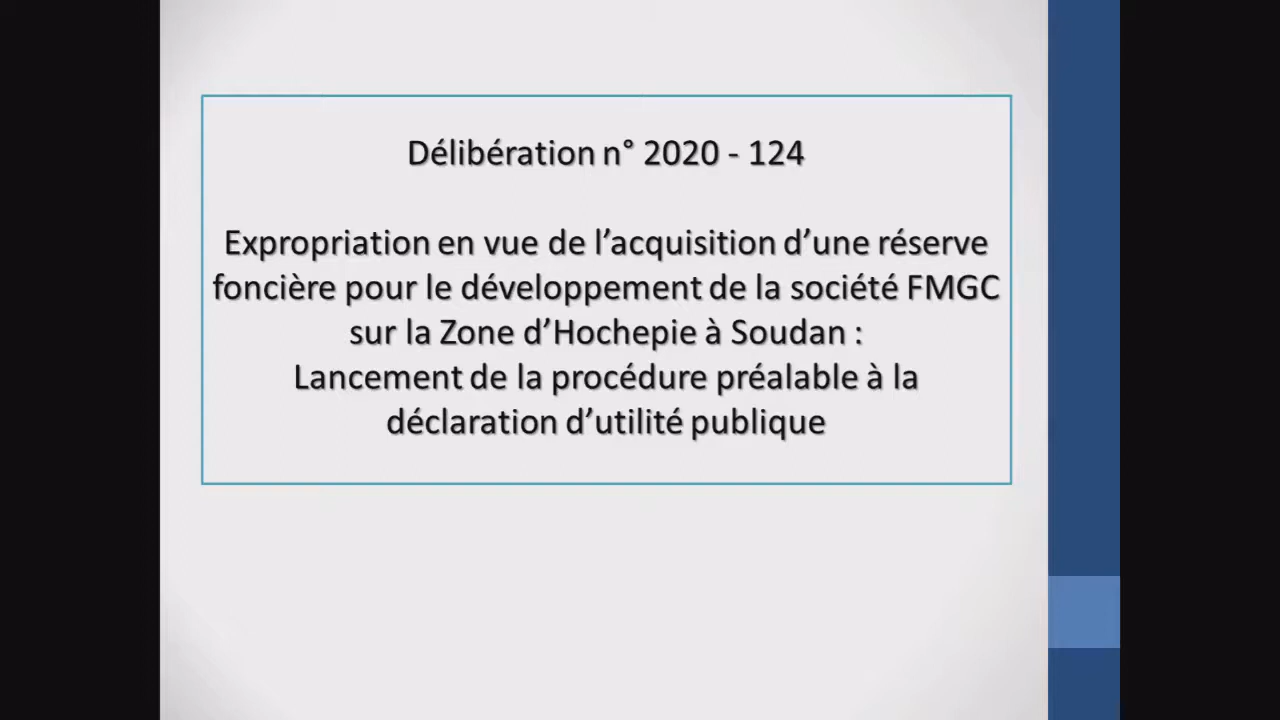 Délibération n° 2020 - 124
Expropriation en vue de l’acquisition d’une réserve
foncière pour le développement de la société FMGC
sur la Zone d’Hochepie à Soudan :
Lancement de la procédure préalable à la
déclaration d’utilité publique